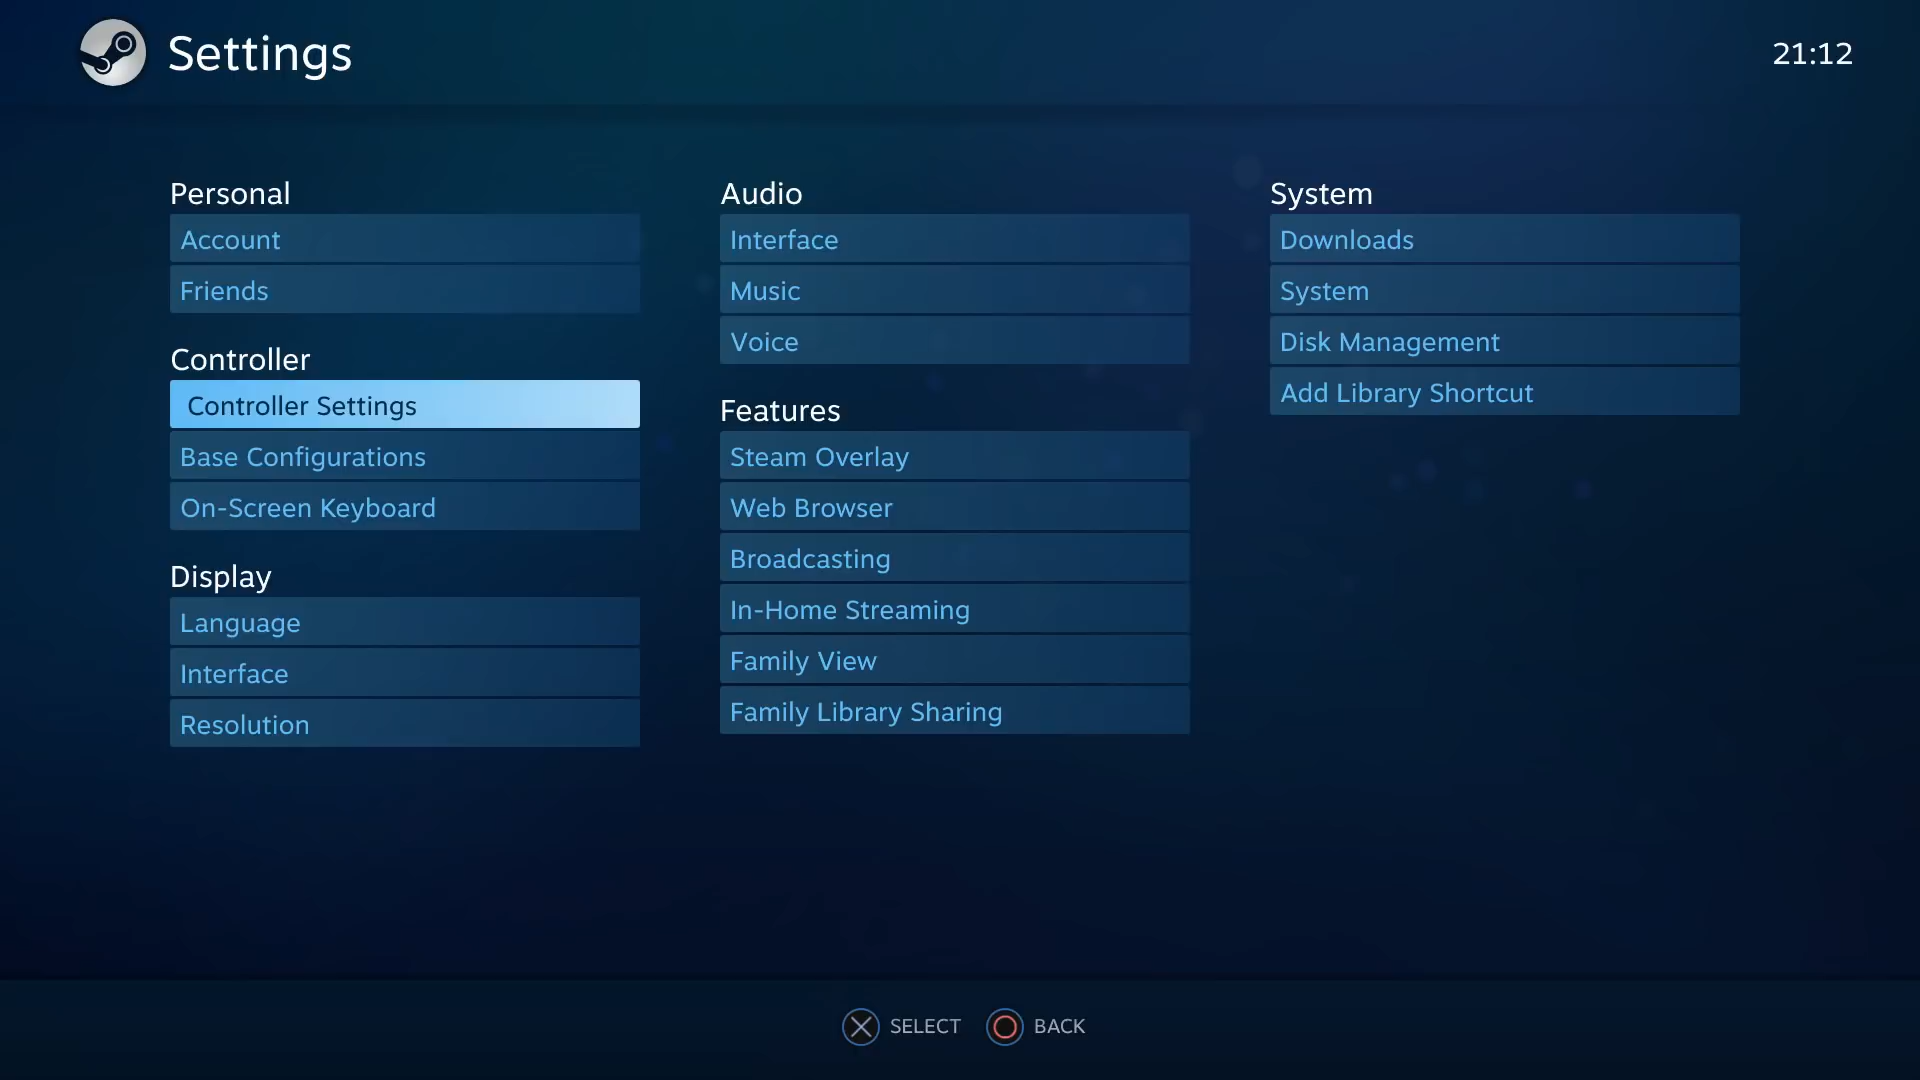 Settings
21:12
Personal
Account
Friends
Controller
Controller Settings
Base Configurations
On-Screen Keyboard
Display
Language
Interface
Resolution
Audio
Interface
Music
Voice
Features
Steam Overlay
Web Browser
Broadcasting
In-Home Streaming
Family View
Family Library Sharing
System
Downloads
System
Disk Management
Add Library Shortcut
SELECT BACK